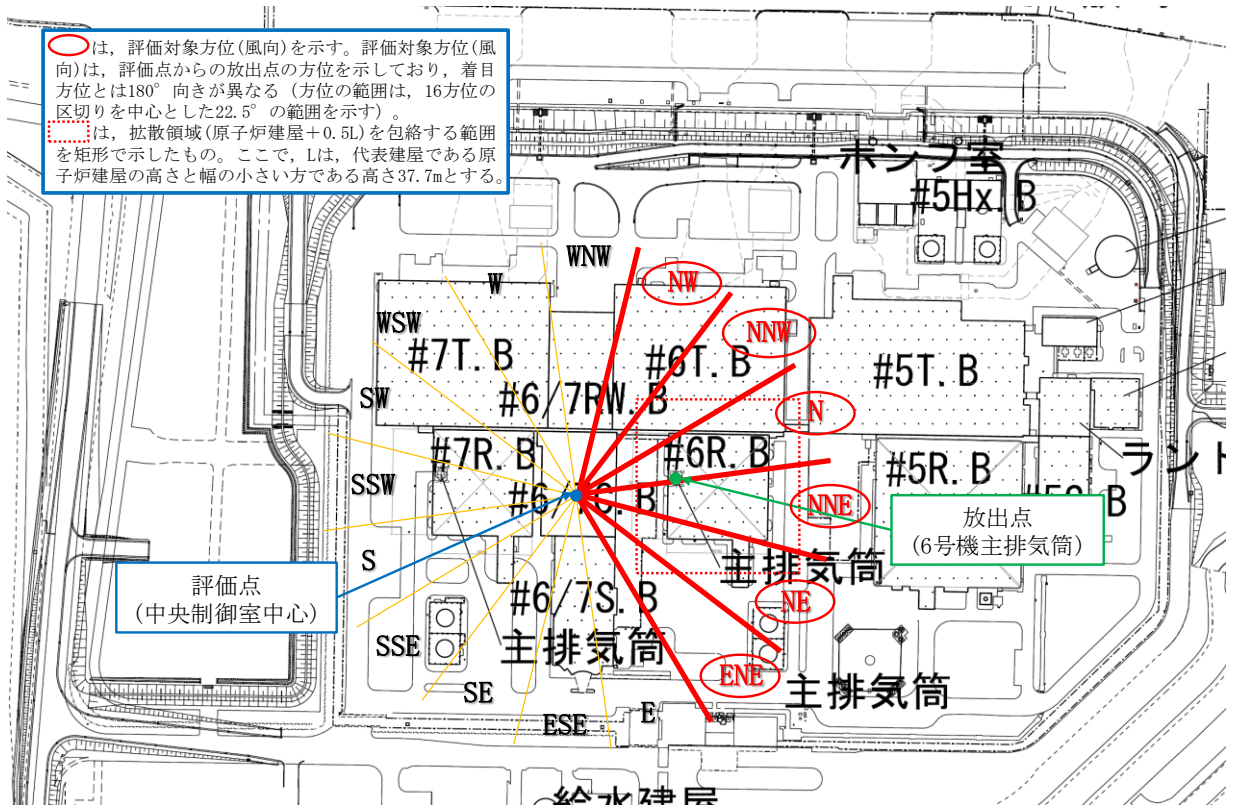 は，評価対象方位(風向)を示す。評価対象方位(風
向)は，評価点からの放出点の方位を示しており，着目
方位とは180°向きが異なる（方位の範囲は，16方位の
区切りを中心とした22.5°の範囲を示す）。
は，拡散領域(原子炉建屋＋0.5L)を包絡する範囲
を矩形で示したもの。ここで，Lは，代表建屋である原
子炉建屋の高さと幅の小さい方である高さ37.7mとする。
ポンプ室
#5Hx.B
WNW
NW
W
WSW
NNW
#7T.B
#6T.B
#5T.B
#6/7RW.B
SW
N
#7R.B
#6R.B
#5R.B
ラント
SSW
#6/7C.B
NNE
放出点
(6号機主排気筒)
S
主排気筒
評価点
(中央制御室中心)
#6/7S.B
NE
SSE
主排気筒
ENE
主排気筒
SE
E
ESE
給水建屋